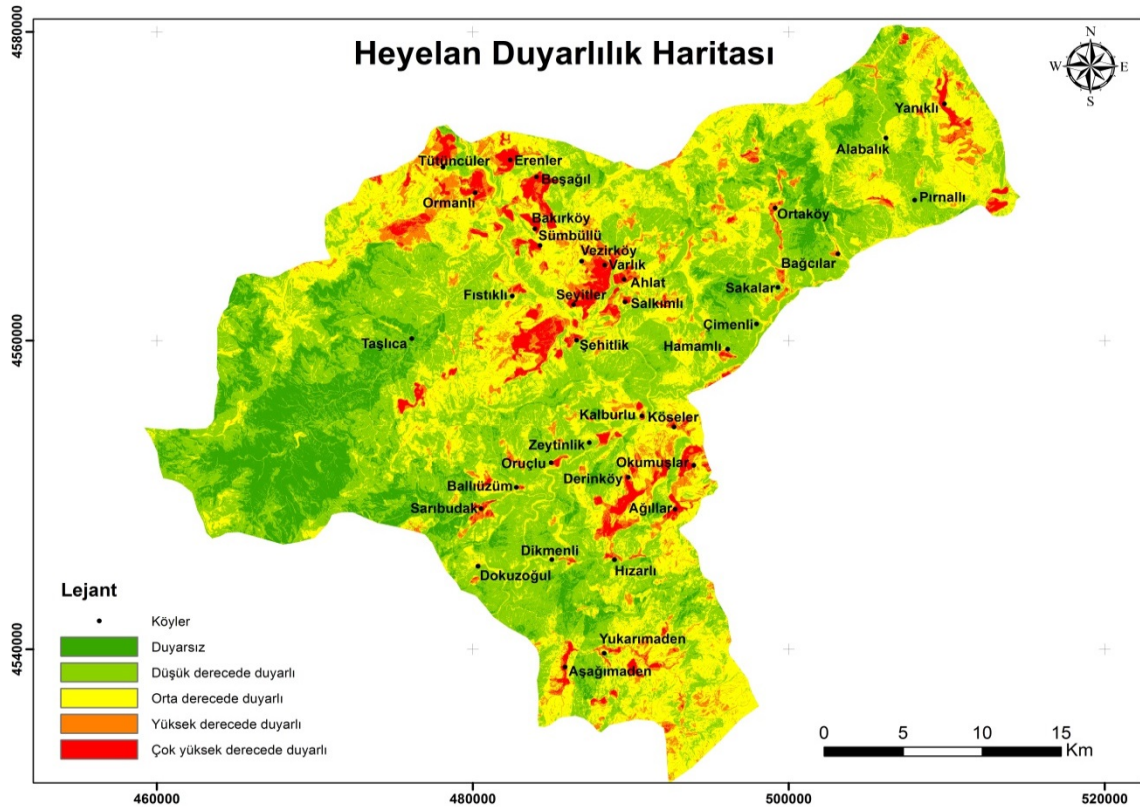 Heyelan Duyarlılık Haritası
N
W
E
S
4580000
4560000
4540000
Yanıklı
Alabalık
Tütüncüler
Erenler
Beşağıl
Ormanlı
Pırnallı
Ortaköy
Bakırköy
Sümbüllü
Vezirköy
Varlık
Bağcılar
Ahlat
Sakalar
Fıstıklı
Seyitler
Salkımlı
Çimenli
Taşlıca
Şehitlik
Hamamlı
Kalburlu
Köseler
Zeytinlik
Oruçlu
Okumuşlar
Derinköy
Ballıüzüm
Sarıbudak
Ağıllar
Dikmenli
Dokuzoğul
Hızarlı
Yukarımaden
Aşağımaden
Lejant
Köyler
Duyarsız
Düşük derecede duyarlı
Orta derecede duyarlı
Yüksek derecede duyarlı
Çok yüksek derecede duyarlı
0 5 10 15
Km
460000 480000 500000 520000